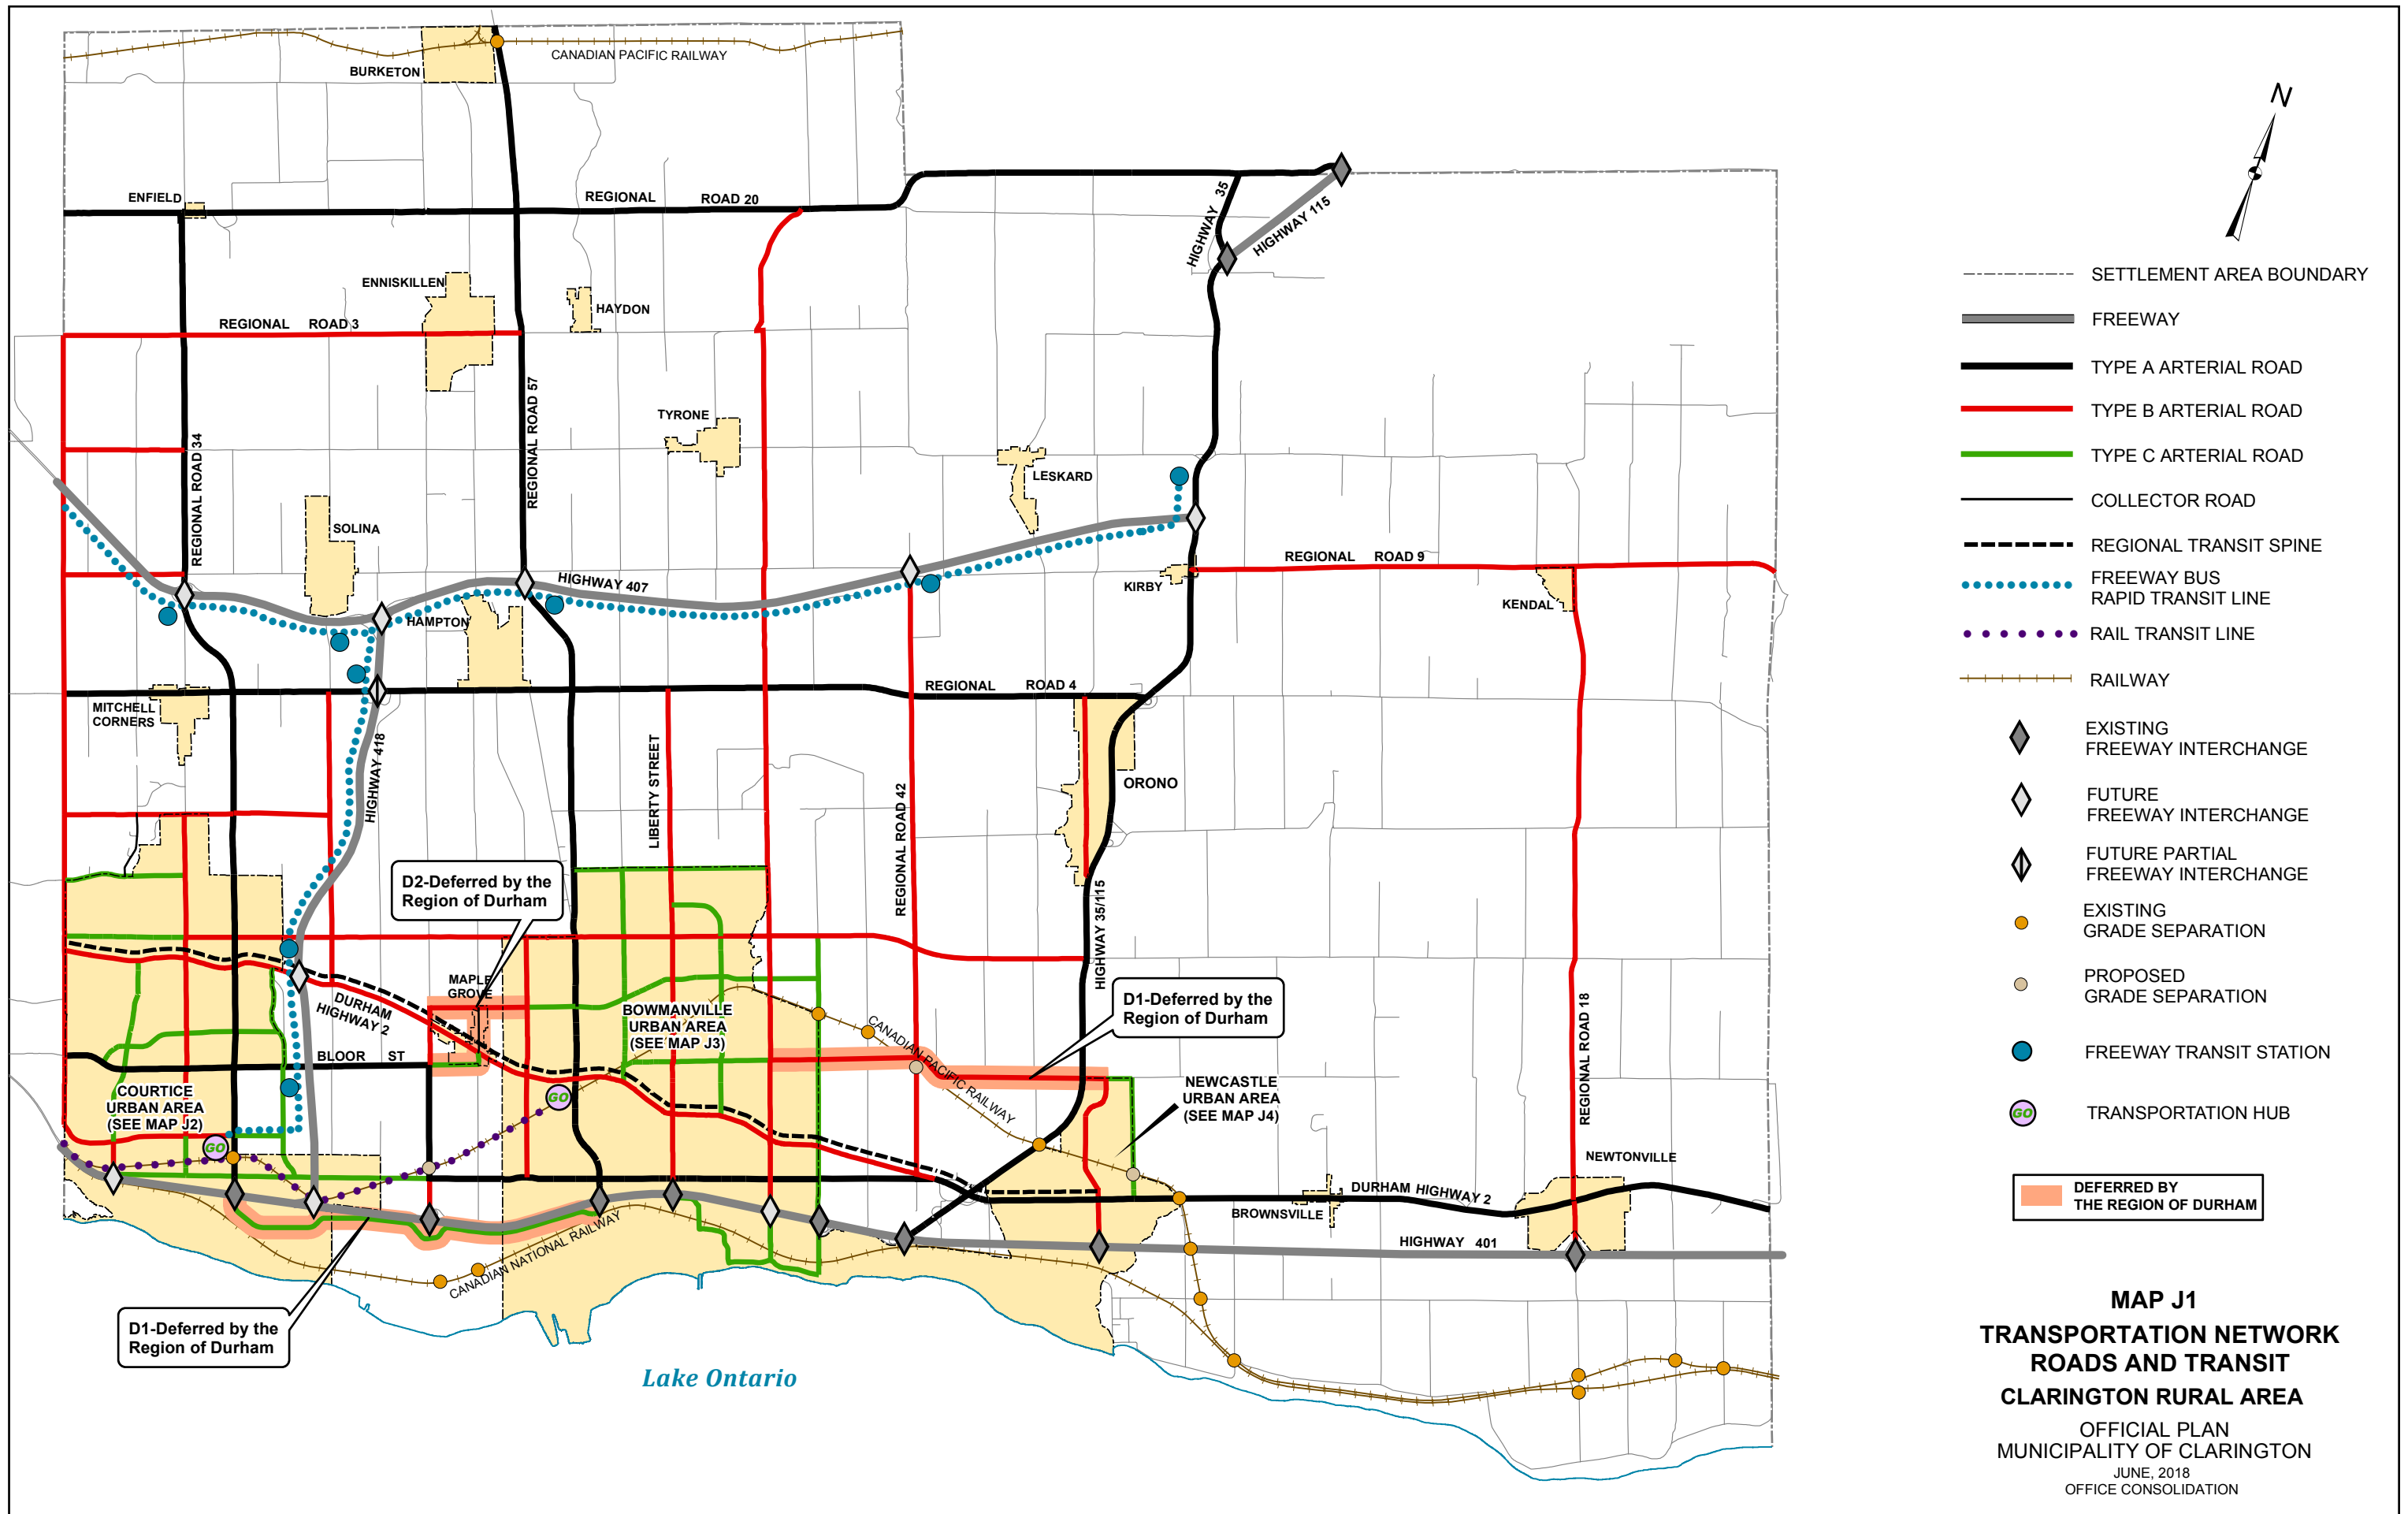 CANADIAN PACIFIC RAILWAY
BURKETON
N
ENFIELD
REGIONAL ROAD 20
HIGHWAY 35
HIGHWAY 115
ENNISKILLEN
HAYDON
REGIONAL ROAD 3
REGIONAL ROAD 57
TYRONE
REGIONAL ROAD 34
LESKARD
SOLINA
REGIONAL ROAD 9
HIGHWAY 407
KIRBY
KENDAL
HAMPTON
REGIONAL ROAD 4
MITCHELL
CORNERS
HIGHWAY 418
LIBERTY STREET
REGIONAL ROAD 42
ORONO
D2-Deferred by the
Region of Durham
HIGHWAY 35/115
MAPLE
GROVE
DURHAM
HIGHWAY 2
BOWMANVILLE
URBAN AREA
(SEE MAP J3)
CANADIAN PACIFIC RAILWAY
D1-Deferred by the
Region of Durham
REGIONAL ROAD 18
BLOOR ST
COURTICE
URBAN AREA
(SEE MAP J2)
GO
GO
NEWCASTLE
URBAN AREA
(SEE MAP J4)
NEWTONVILLE
DURHAM HIGHWAY 2
BROWNSVILLE
HIGHWAY 401
CANADIAN NATIONAL RAILWAY
D1-Deferred by the
Region of Durham
Lake Ontario
SETTLEMENT AREA BOUNDARY
FREEWAY
TYPE A ARTERIAL ROAD
TYPE B ARTERIAL ROAD
TYPE C ARTERIAL ROAD
COLLECTOR ROAD
REGIONAL TRANSIT SPINE
FREEWAY BUS
RAPID TRANSIT LINE
RAIL TRANSIT LINE
RAILWAY
EXISTING
FREEWAY INTERCHANGE
FUTURE
FREEWAY INTERCHANGE
FUTURE PARTIAL
FREEWAY INTERCHANGE
EXISTING
GRADE SEPARATION
PROPOSED
GRADE SEPARATION
FREEWAY TRANSIT STATION
GO
TRANSPORTATION HUB
DEFERRED BY
THE REGION OF DURHAM
MAP J1
TRANSPORTATION NETWORK
ROADS AND TRANSIT
CLARINGTON RURAL AREA
OFFICIAL PLAN
MUNICIPALITY OF CLARINGTON
JUNE, 2018
OFFICE CONSOLIDATION